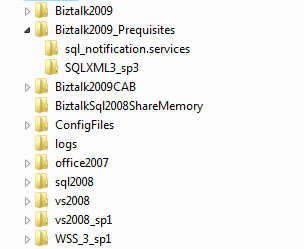 Biztalk2009
Biztalk2009_Prequisites
sql_notification.services
SQLXML3_sp3
Biztalk2009CAB
BiztalkSql2008ShareMemory
ConfigFiles
logs
office2007
sql2008
vs2008
vs2008_sp1
WSS_3_sp1